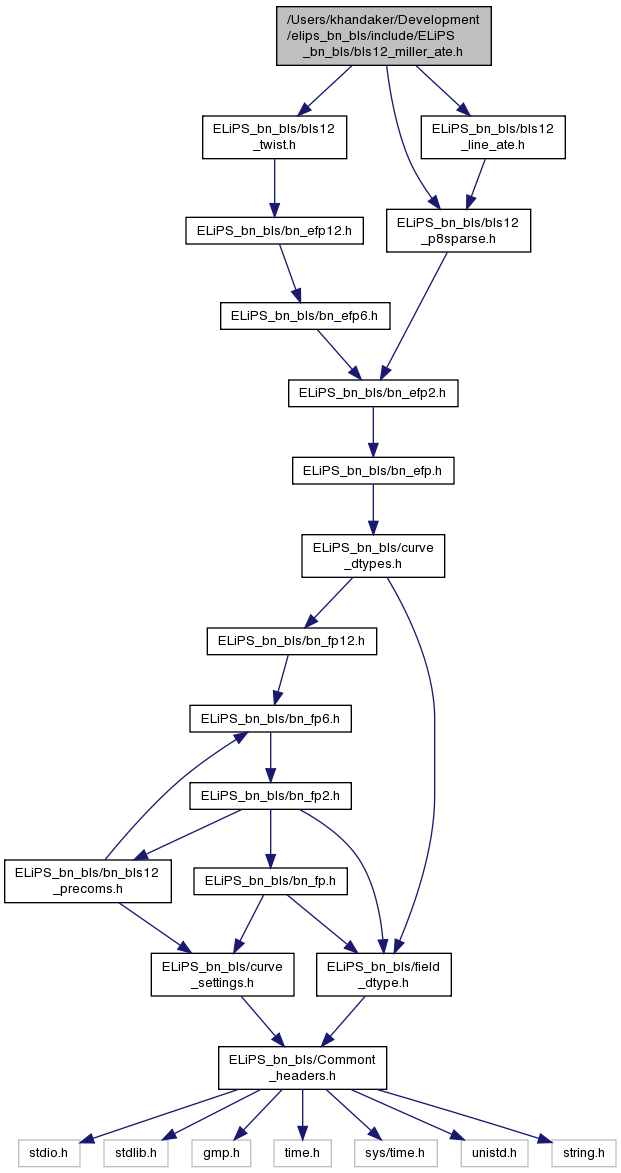 /Users/khandaker/Development
/elips_bn_bls/include/ELiPS
_bn_bls/bls12_miller_ate.h
ELiPS_bn_bls/bls12
_twist.h
ELiPS_bn_bls/bls12
_line_ate.h
ELiPS_bn_bls/bn_efp12.h
ELiPS_bn_bls/bls12
_p8sparse.h
ELiPS_bn_bls/bn_efp6.h
ELiPS_bn_bls/bn_efp2.h
ELiPS_bn_bls/bn_efp.h
ELiPS_bn_bls/curve
_dtypes.h
ELiPS_bn_bls/bn_fp12.h
ELiPS_bn_bls/bn_fp6.h
ELiPS_bn_bls/bn_fp2.h
ELiPS_bn_bls/bn_bls12
_precoms.h
ELiPS_bn_bls/bn_fp.h
ELiPS_bn_bls/curve
_settings.h
ELiPS_bn_bls/field
_dtype.h
ELiPS_bn_bls/Commont
_headers.h
stdio.h
stdlib.h
gmp.h
time.h
sys/time.h
unistd.h
string.h